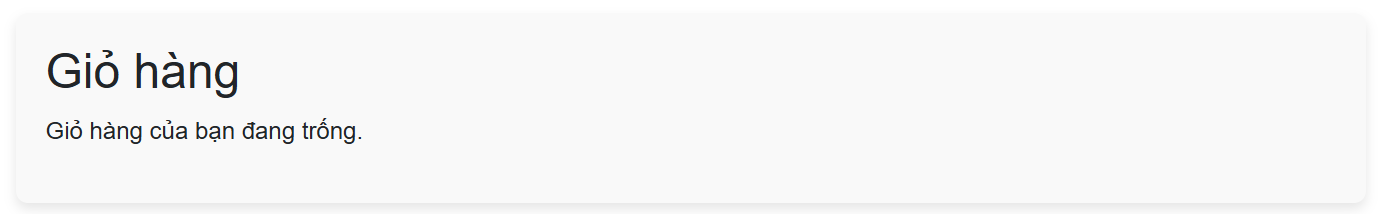 Giỏ hàng
Giỏ hàng của bạn đang trống.